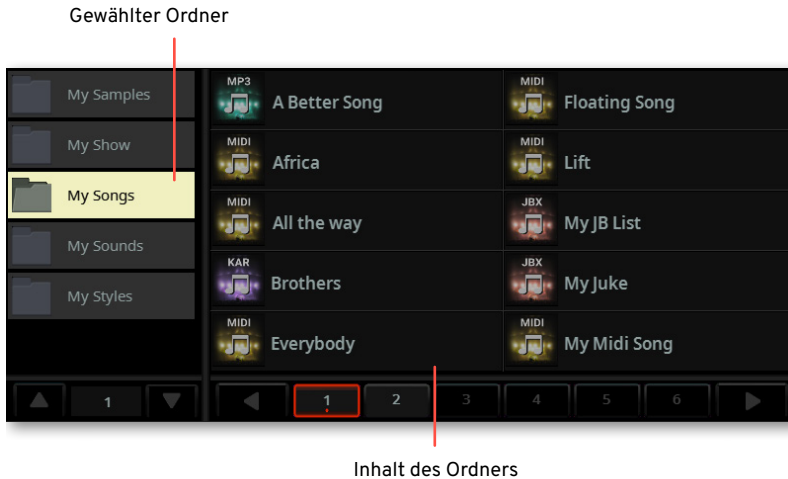 Gewählter Ordner
My Samples
My Show
My Songs
My Sounds
My Styles
1
MP3
A Better Song
MIDI
Africa
MIDI
All the way
KAR
Brothers
MIDI
Everybody
MIDI
Floating Song
MIDI
Lift
JBX
My JB List
JBX
My Juke
MIDI
My Midi Song
1 2 3 4 5 6
Inhalt des Ordners